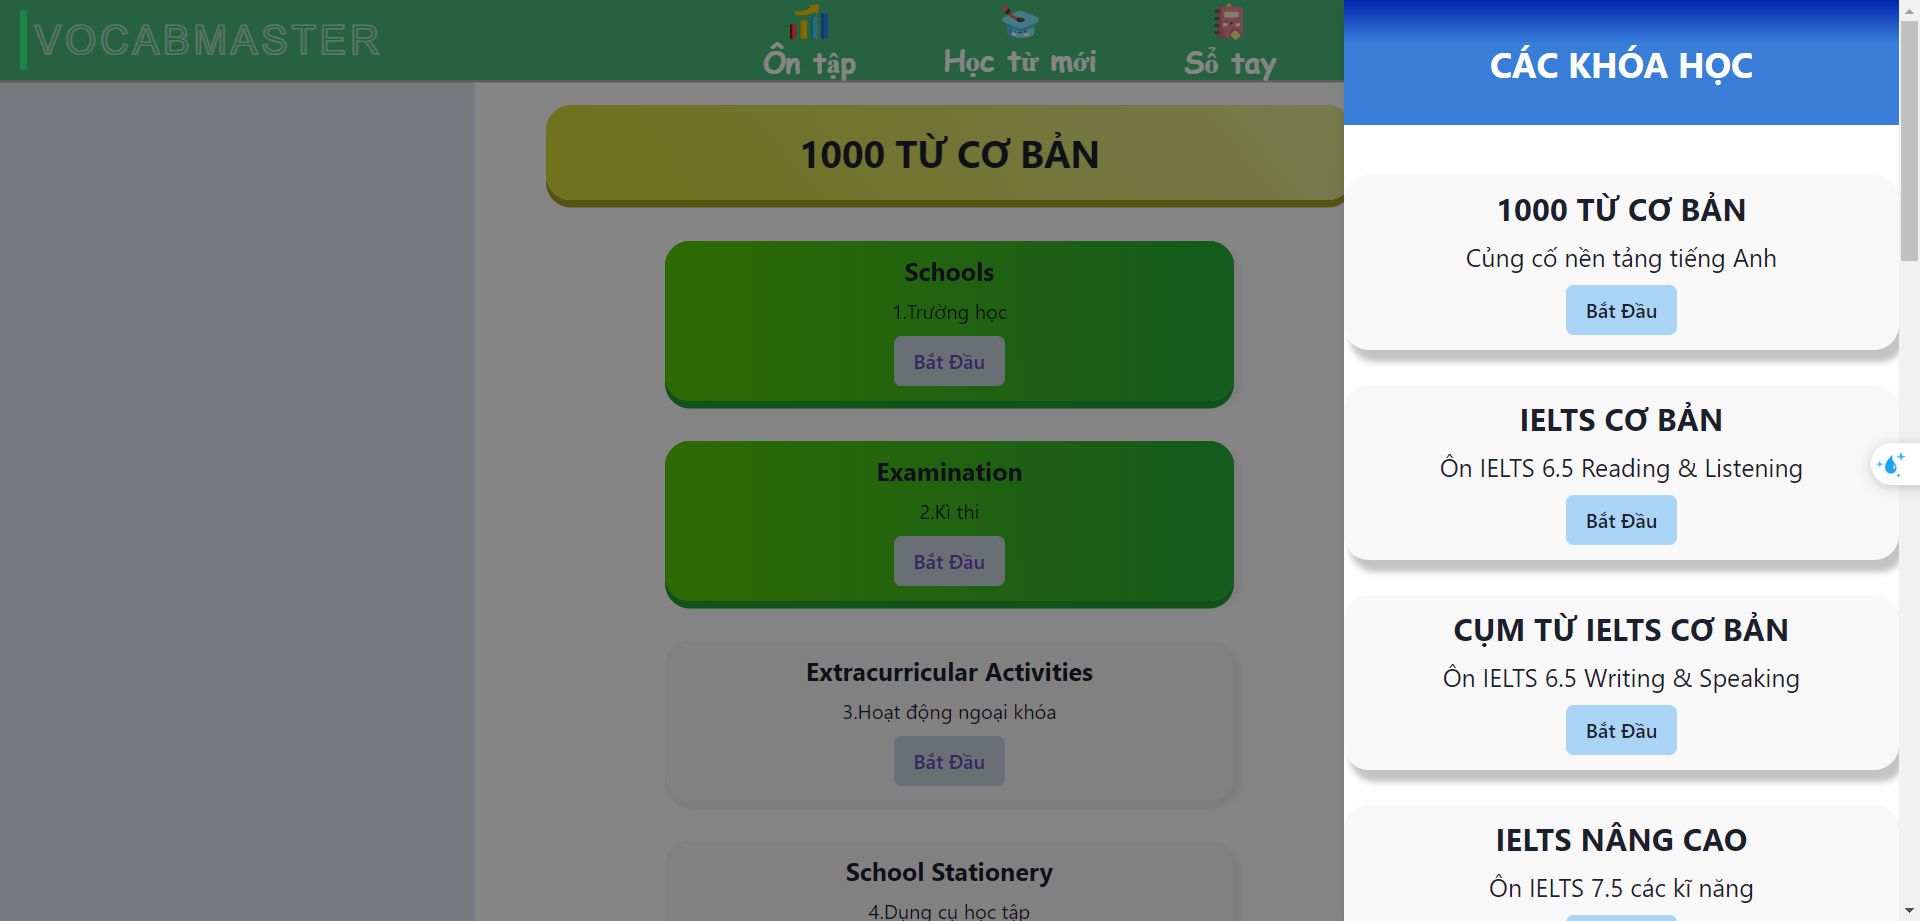 VOCABMASTER
Ôn tập
Học từ mới
Sổ tay
1000 TỪ CƠ BẢN
Schools
1.Trường học
Bắt Đầu
Examination
2.Kì thi
Bắt Đầu
Extracurricular Activities
3.Hoạt động ngoại khóa
Bắt Đầu
School Stationery
4.Dụng cụ học tập
CÁC KHÓA HỌC
1000 TỪ CƠ BẢN
Củng cố nền tảng tiếng Anh
Bắt Đầu
IELTS CƠ BẢN
Ôn IELTS 6.5 Reading & Listening
Bắt Đầu
CỤM TỪ IELTS CƠ BẢN
Ôn IELTS 6.5 Writing & Speaking
Bắt Đầu
IELTS NÂNG CAO
Ôn IELTS 7.5 các kĩ năng